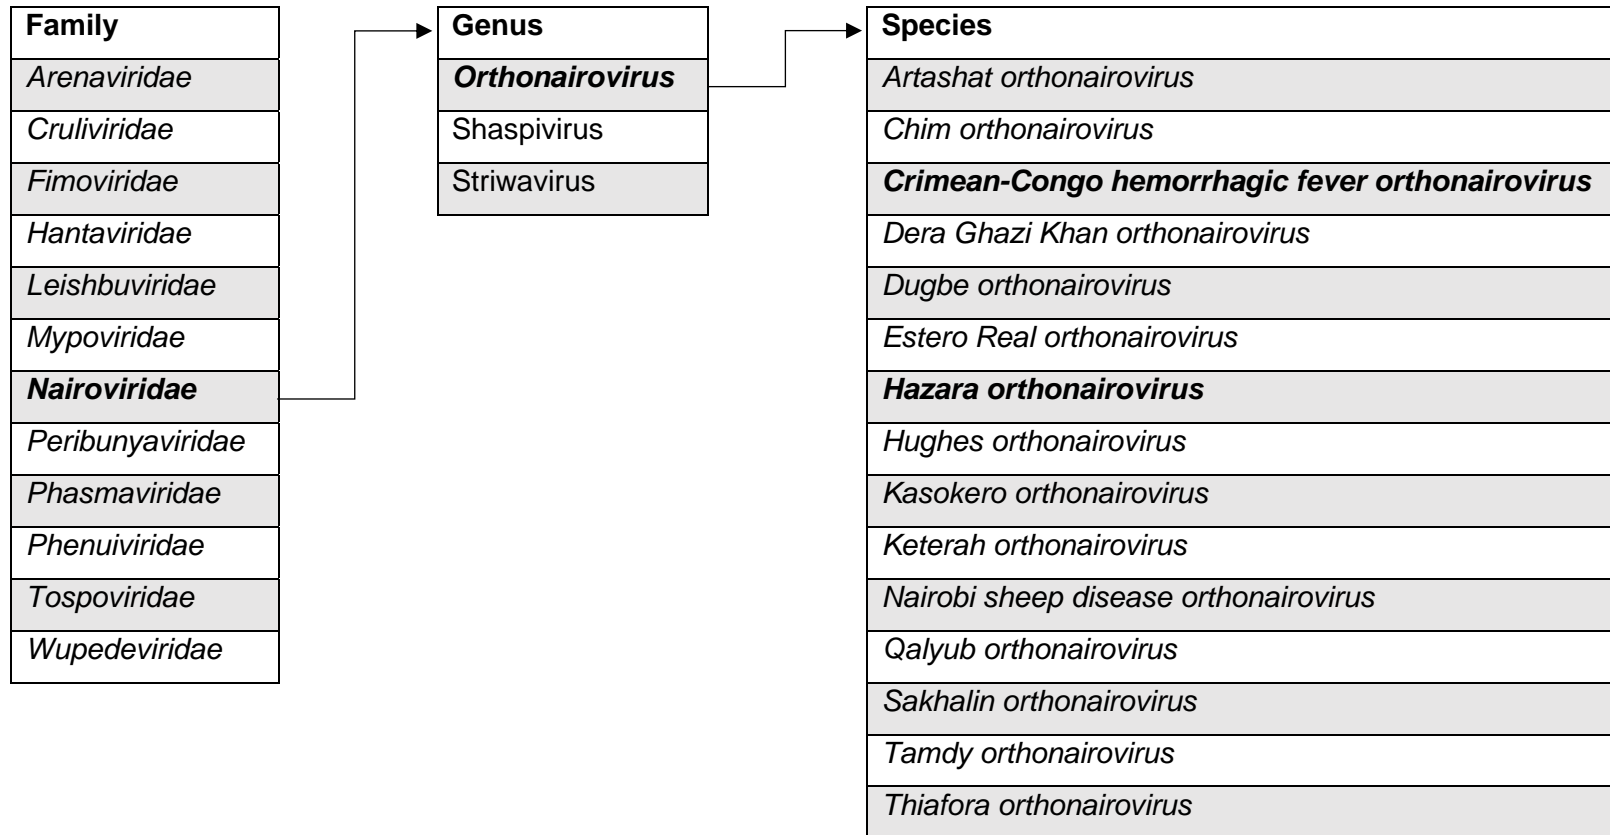 Family
Arenaviridae
Cruliviridae
Fimoviridae
Hantaviridae
Leishbuviridae
Mypoviridae
Nairoviridae
Peribunyaviridae
Phasmaviridae
Phenuiviridae
Tospoviridae
Wupedeviridae
Genus
Orthonairovirus
Shaspivirus
Striwavirus
Species
Artashat orthonairovirus
Chim orthonairovirus
Crimean-Congo hemorrhagic fever orthonairovirus
Dera Ghazi Khan orthonairovirus
Dugbe orthonairovirus
Estero Real orthonairovirus
Hazara orthonairovirus
Hughes orthonairovirus
Kasokero orthonairovirus
Keterah orthonairovirus
Nairobi sheep disease orthonairovirus
Qalyub orthonairovirus
Sakhalin orthonairovirus
Tamdy orthonairovirus
Thiafora orthonairovirus